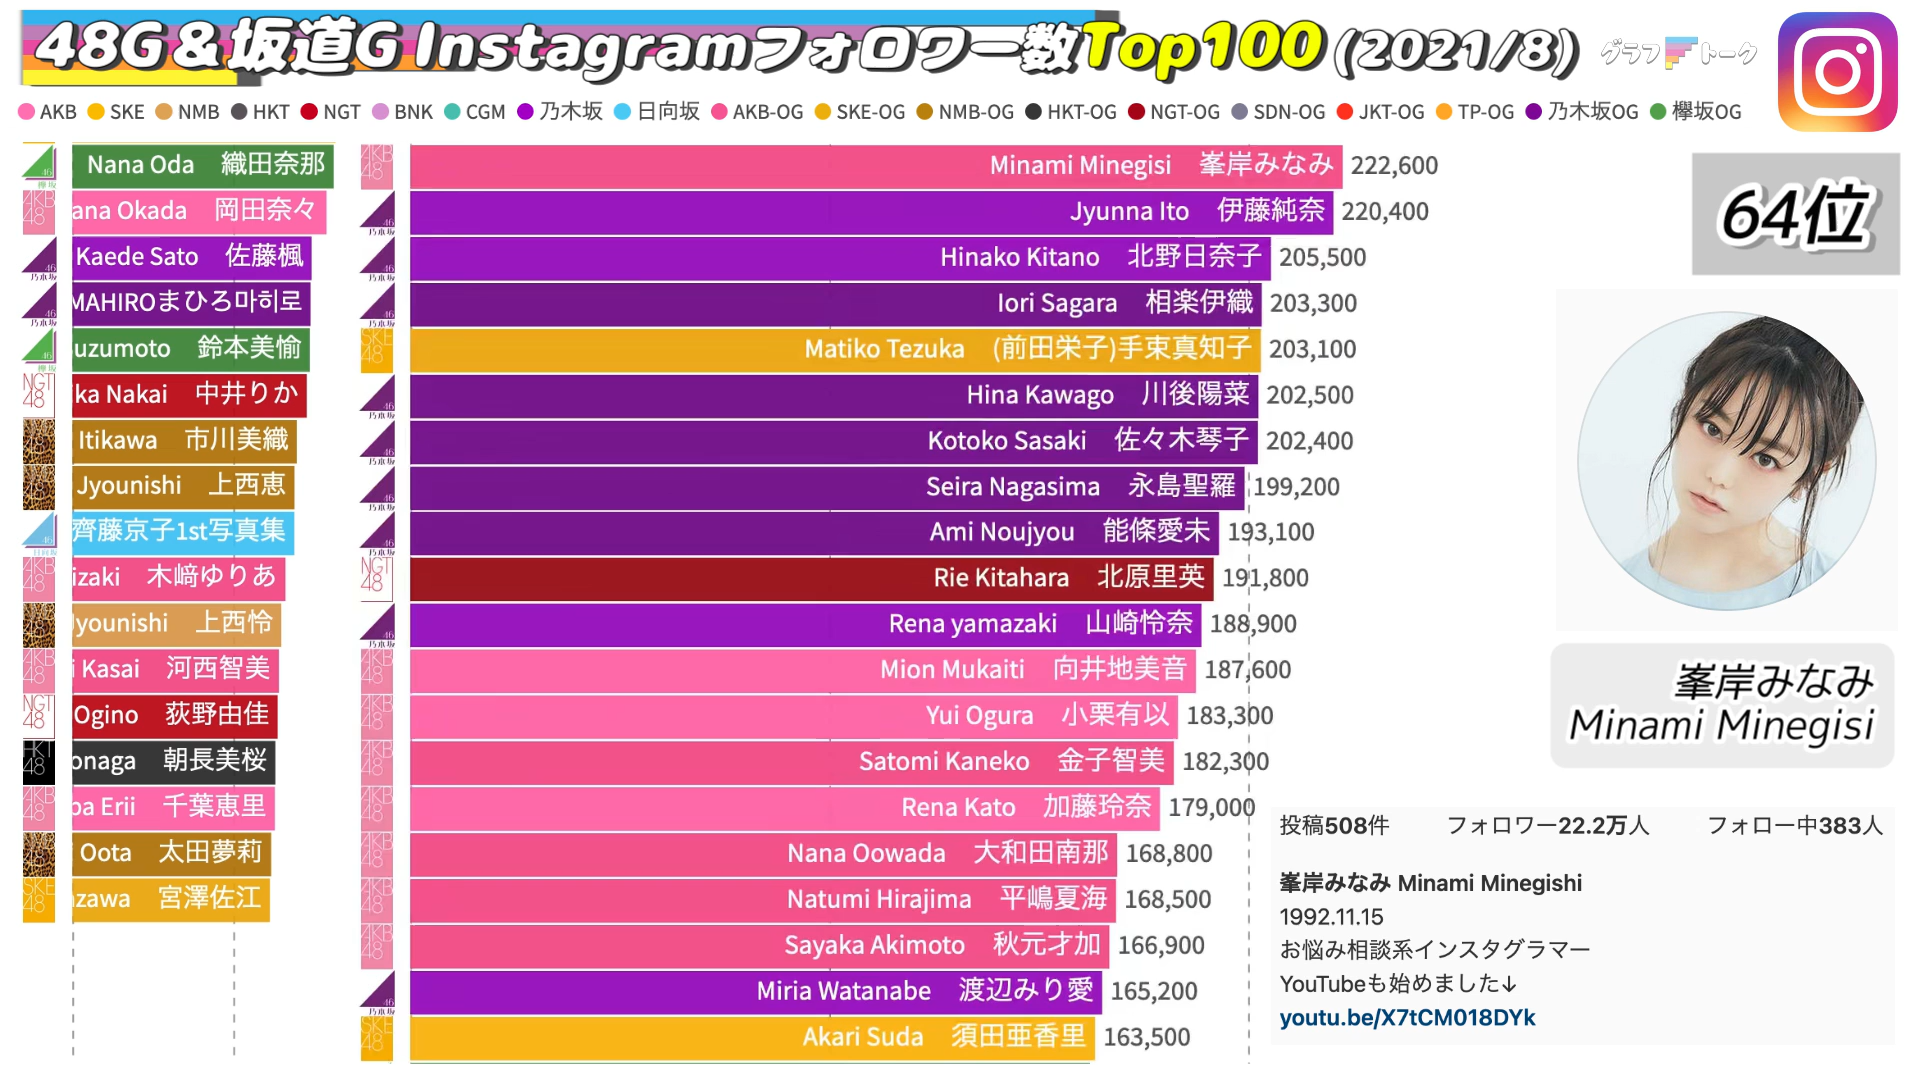 48G&坂道G Instagramフォロワー数Top100(2021/8)
グラフトーク
AKB SKE NMB HKT NGT BNK CGM 乃木坂 日向坂 AKB-OG SKE-OG NMB-OG HKT-OG NGT-OG SDN-OG JKT-OG TP-OG 乃木坂OG 欅坂OG
Nana Oda 織田奈那
ana Okada 岡田奈々
Kaede Sato 佐藤楓
MAHIROまひろ마히로
uzumoto 鈴本美愉
ka Nakai 中井りか
Itikawa 市川美織
Jyounishi 上西恵
齊藤京子1st写真集
izaki 木﨑ゆりあ
younishi 上西怜
i Kasai 河西智美
Ogino 荻野由佳
onaga 朝長美桜
ba Erii 千葉恵里
Oota 太田夢莉
zawa 宮澤佐江
Minami Minegisi 峯岸みなみ 222,600
Jyunna Ito 伊藤純奈 220,400
Hinako Kitano 北野日奈子 205,500
Iori Sagara 相楽伊織 203,300
Matiko Tezuka (前田栄子)手束真知子 203,100
Hina Kawago 川後陽菜 202,500
Kotoko Sasaki 佐々木琴子 202,400
Seira Nagasima 永島聖羅 199,200
Ami Noujyou 能條愛未 193,100
Rie Kitahara 北原里英 191,800
Rena yamazaki 山崎怜奈 188,900
Mion Mukaiti 向井地美音 187,600
Yui Ogura 小栗有以 183,300
Satomi Kaneko 金子智美 182,300
Rena Kato 加藤玲奈 179,000
Nana Oowada 大和田南那 168,800
Natumi Hirajima 平嶋夏海 168,500
Sayaka Akimoto 秋元才加 166,900
Miria Watanabe 渡辺みり愛 165,200
Akari Suda 須田亜香里 163,500
64位
峯岸みなみ
Minami Minegisi
投稿508件 フォロワー22.2万人 フォロー中383人
峯岸みなみ Minami Minegishi
1992.11.15
お悩み相談系インスタグラマー
YouTubeも始めました↓
youtu.be/X7tCM018DYk